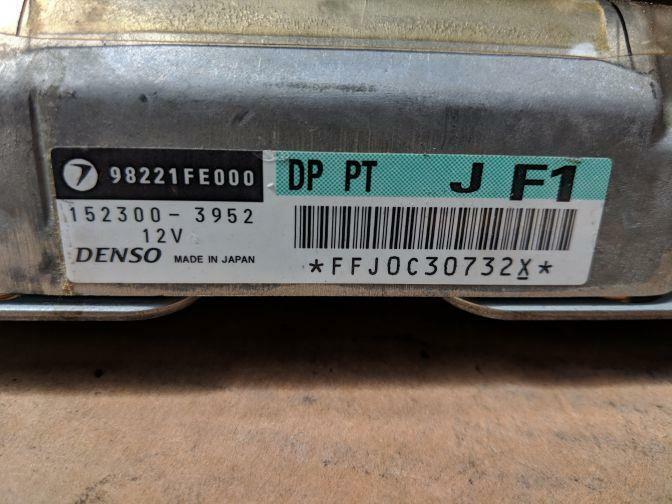 98221FE000 DP PT J F1
152300-3952
12V
DENSO MADE IN JAPAN
*FFJ0C30732X*